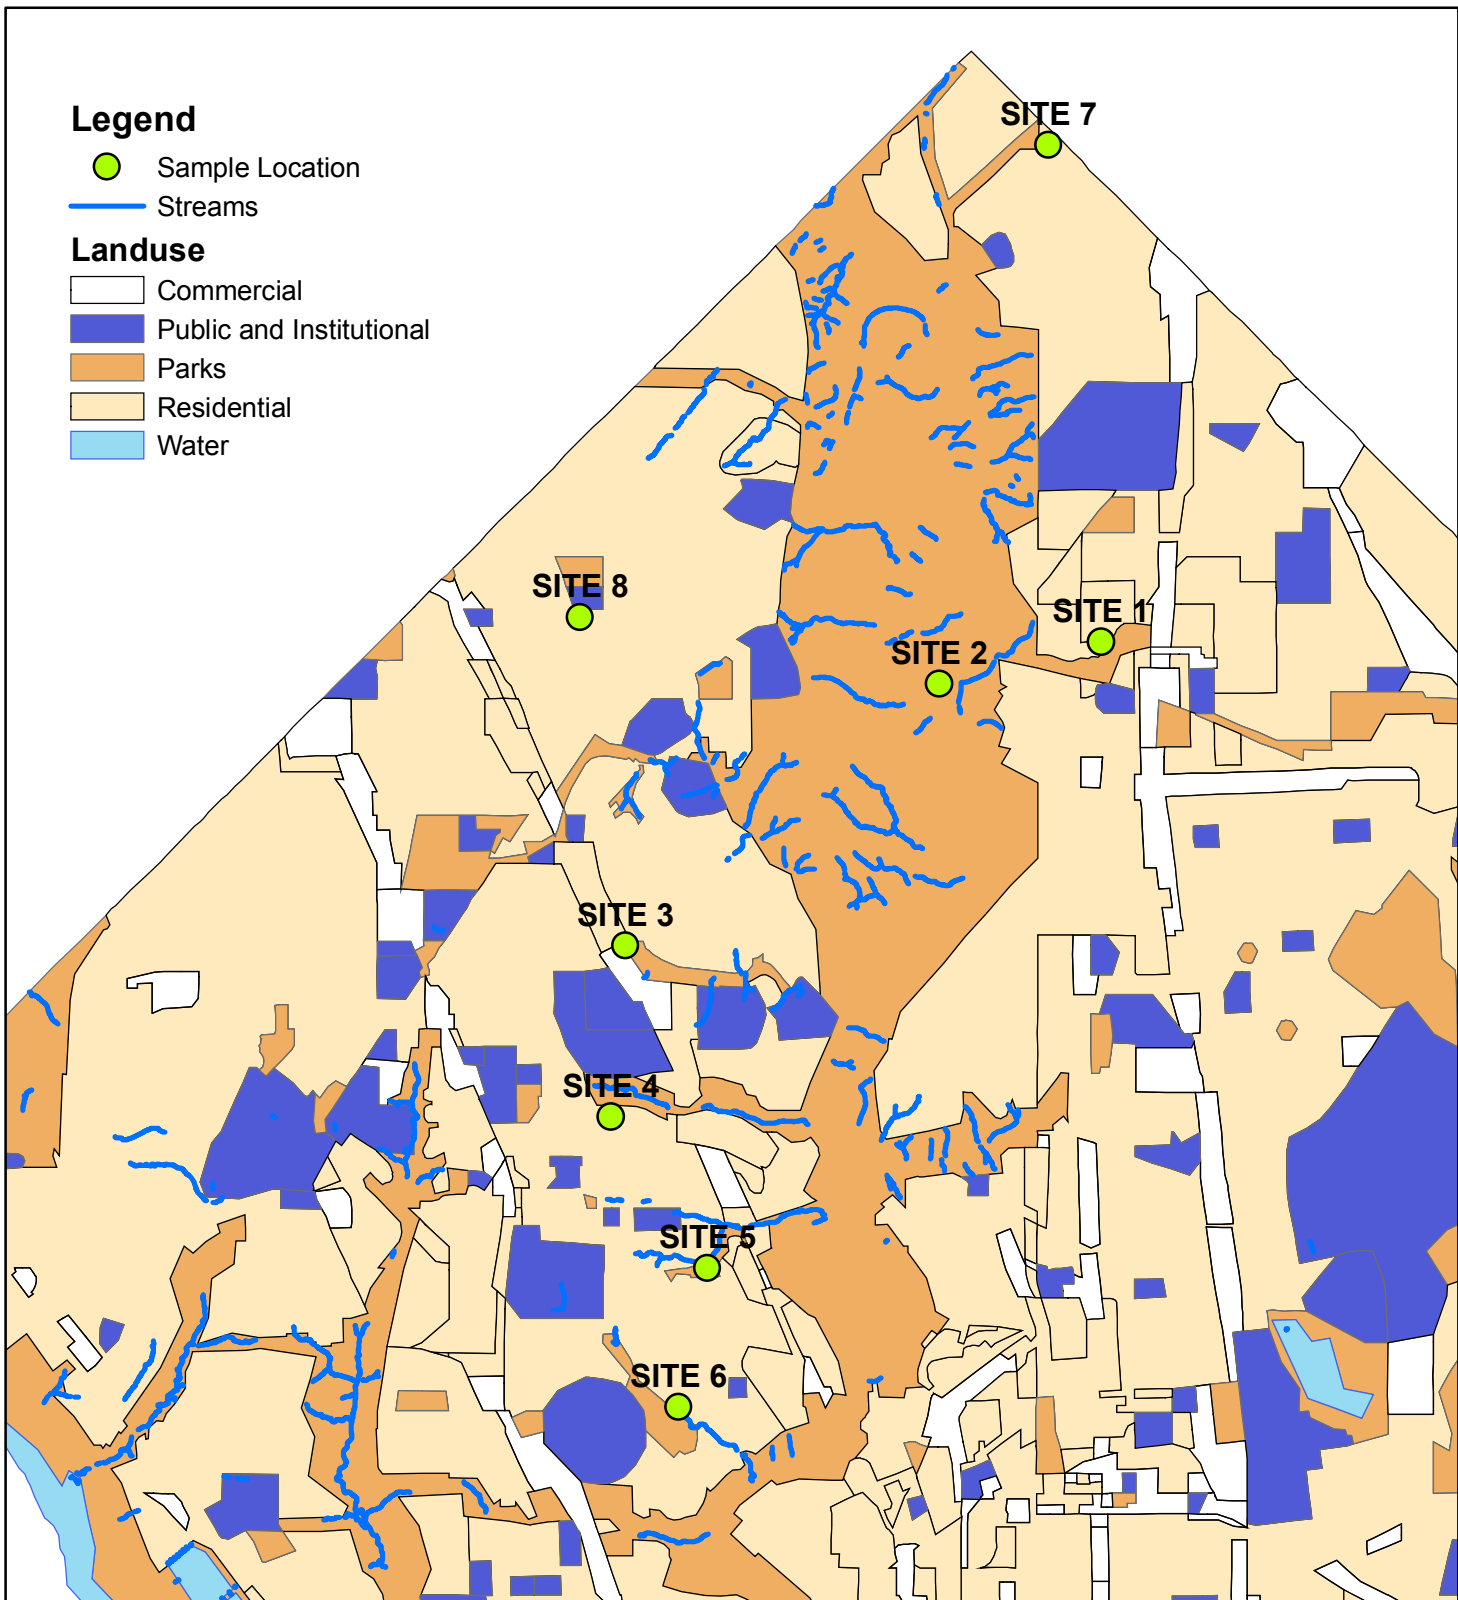 Legend
Sample Location
Streams
Landuse
Commercial
Public and Institutional
Parks
Residential
Water
SITE 7
SITE 8
SITE 1
SITE 2
SITE 3
SITE 4
SITE 5
SITE 6